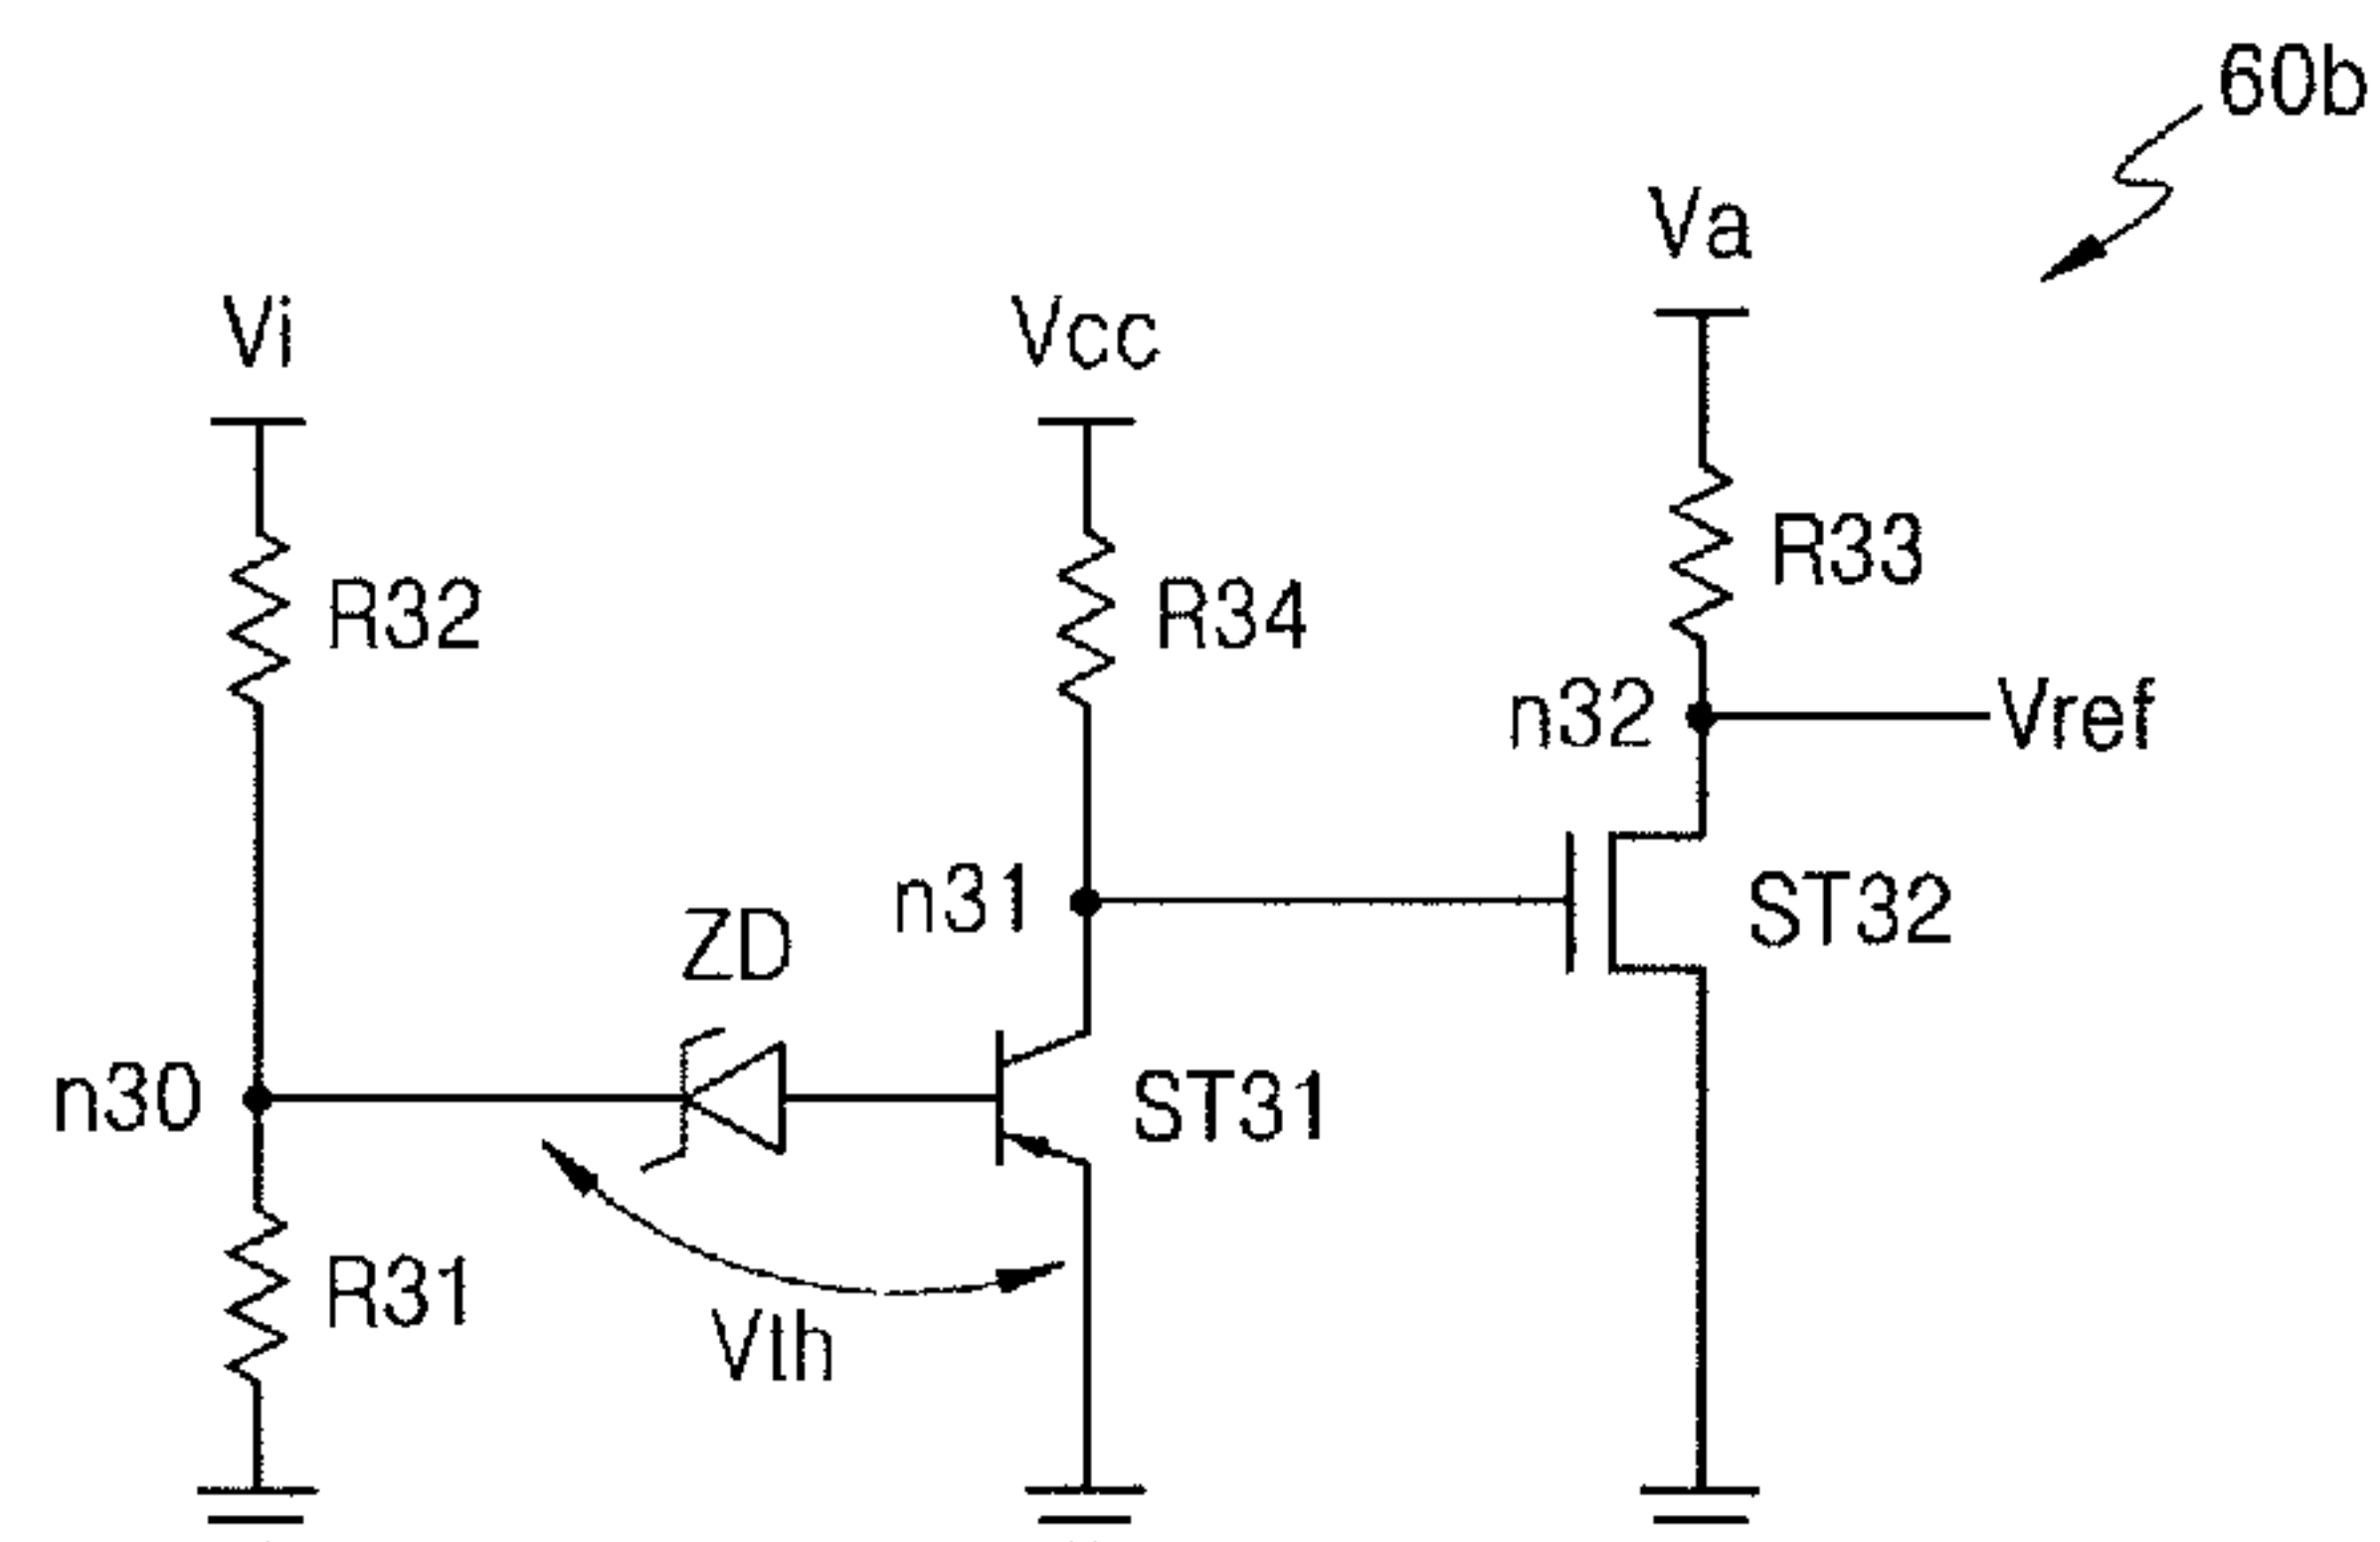 60b
Va
Vi
Vcc
R33
R32
R34
n32
Vref
n31
ST32
ZD
n30
ST31
R31
Vth